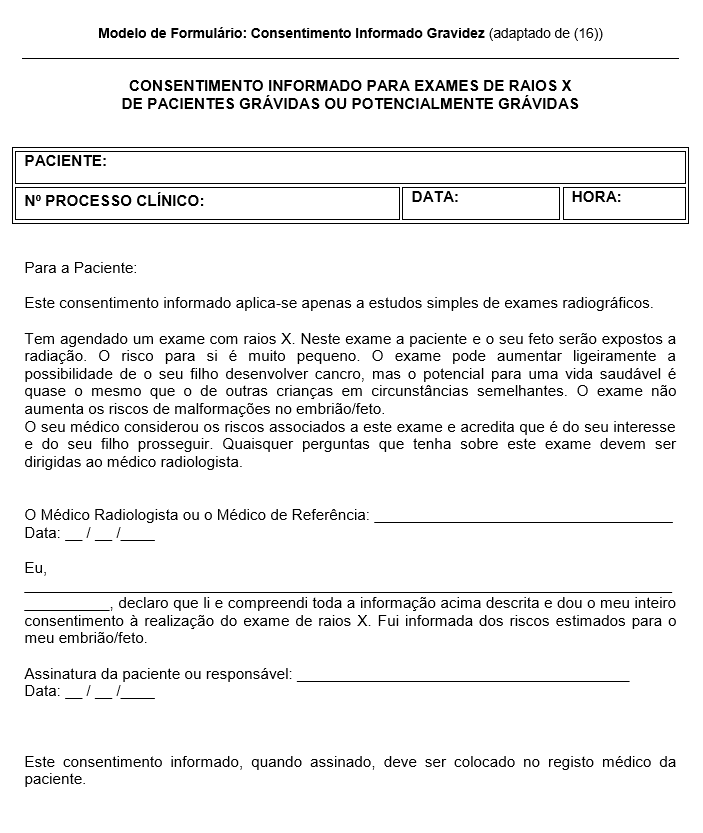 Modelo de Formulário: Consentimento Informado Gravidez (adaptado de (16))
CONSENTIMENTO INFORMADO PARA EXAMES DE RAIOS X
DE PACIENTES GRÁVIDAS OU POTENCIALMENTE GRÁVIDAS
PACIENTE:
Nº PROCESSO CLÍNICO: DATA: HORA:
Para a Paciente:
Este consentimento informado aplica-se apenas a estudos simples de exames radiográficos.
Tem agendado um exame com raios X. Neste exame a paciente e o seu feto serão expostos a
radiação. O risco para si é muito pequeno. O exame pode aumentar ligeiramente a
possibilidade de o seu filho desenvolver cancro, mas o potencial para uma vida saudável é
quase o mesmo que o de outras crianças em circunstâncias semelhantes. O exame não
aumenta os riscos de malformações no embrião/feto.
O seu médico considerou os riscos associados a este exame e acredita que é do seu interesse
e do seu filho prosseguir. Quaisquer perguntas que tenha sobre este exame devem ser
dirigidas ao médico radiologista.
O Médico Radiologista ou o Médico de Referência: ____________________________________
Data: __ / __ /____
Eu,
______________________________________________________________________________
__________, declaro que li e compreendi toda a informação acima descrita e dou o meu inteiro
consentimento à realização do exame de raios X. Fui informada dos riscos estimados para o
meu embrião/feto.
Assinatura da paciente ou responsável: ________________________________________
Data: __ / __ /____
Este consentimento informado, quando assinado, deve ser colocado no registo médico da
paciente.